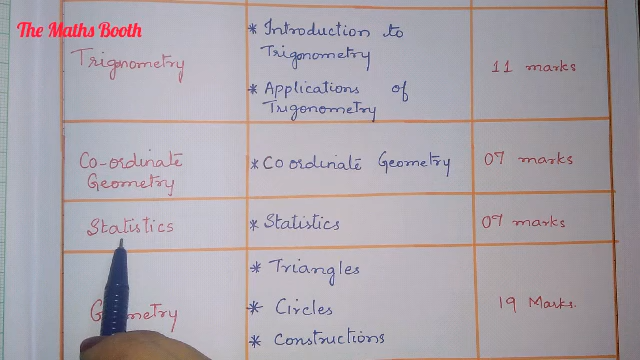 The Maths Booth
Trignometry
* Introduction to
Trigonometry
* Applications of
Trigonometry
11 marks
Co-ordinate
Geometry
* Coordinate Geometry
07 marks
Statistics
* Statistics
07 marks
* Triangles
* Circles
* Constructions
19 Marks.